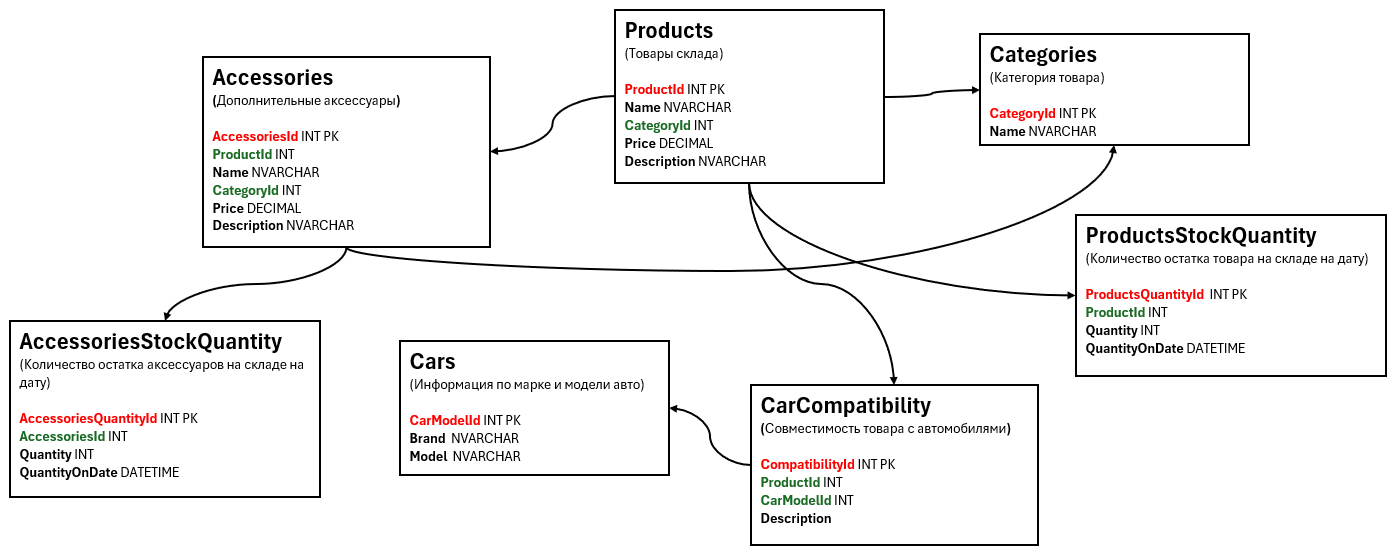 Products
(Товары склада)
ProductId INT PK
Name NVARCHAR
CategoryId INT
Price DECIMAL
Description NVARCHAR
Categories
(Категория товара)
CategoryId INT PK
Name NVARCHAR
Accessories
(Дополнительные аксессуары)
AccessoriesId INT PK
ProductId INT
Name NVARCHAR
CategoryId INT
Price DECIMAL
Description NVARCHAR
ProductsStockQuantity
(Количество остатка товара на складе на дату)
ProductsQuantityId INT PK
ProductId INT
Quantity INT
QuantityOnDate DATETIME
AccessoriesStockQuantity
(Количество остатка аксессуаров на складе на
дату)
AccessoriesQuantityId INT PK
AccessoriesId INT
Quantity INT
QuantityOnDate DATETIME
Cars
(Информация по марке и модели авто)
CarModelId INT PK
Brand NVARCHAR
Model NVARCHAR
CarCompatibility
(Совместимость товара с автомобилями)
CompatibilityId INT PK
ProductId INT
CarModelId INT
Description